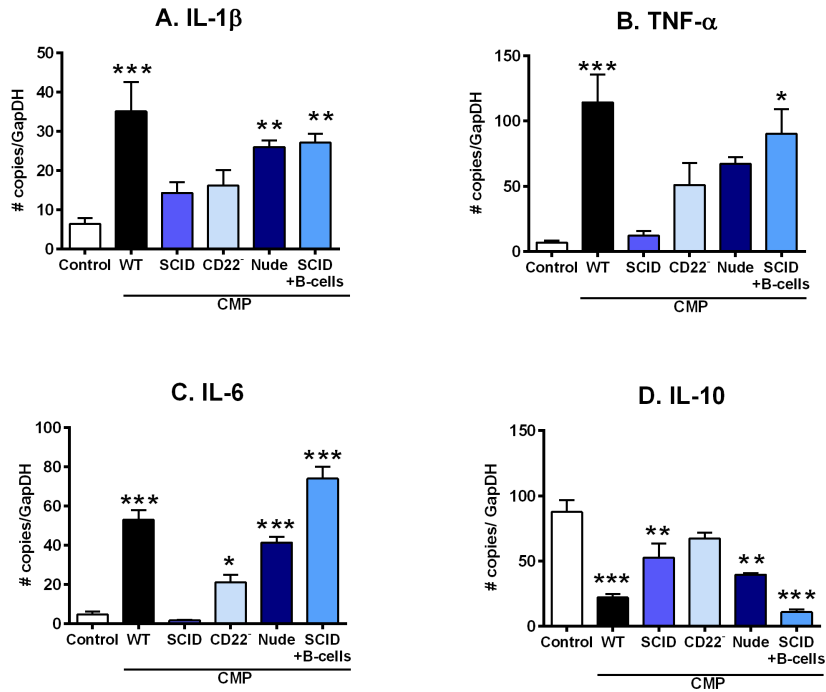 A. IL-1β
# copies/GapDH
50
40
30
20
10
0
***
**
**
Control WT SCID CD22⁻ Nude SCID
+B-cells
CMP
B. TNF-α
# copies/GapDH
150
100
50
0
***
*
Control WT SCID CD22⁻ Nude SCID
+B-cells
CMP
C. IL-6
# copies/GapDH
100
80
60
40
20
0
***
*
***
***
Control WT SCID CD22⁻ Nude SCID
+B-cells
CMP
D. IL-10
# copies/ GapDH
150
100
50
0
***
**
**
***
Control WT SCID CD22⁻ Nude SCID
+B-cells
CMP